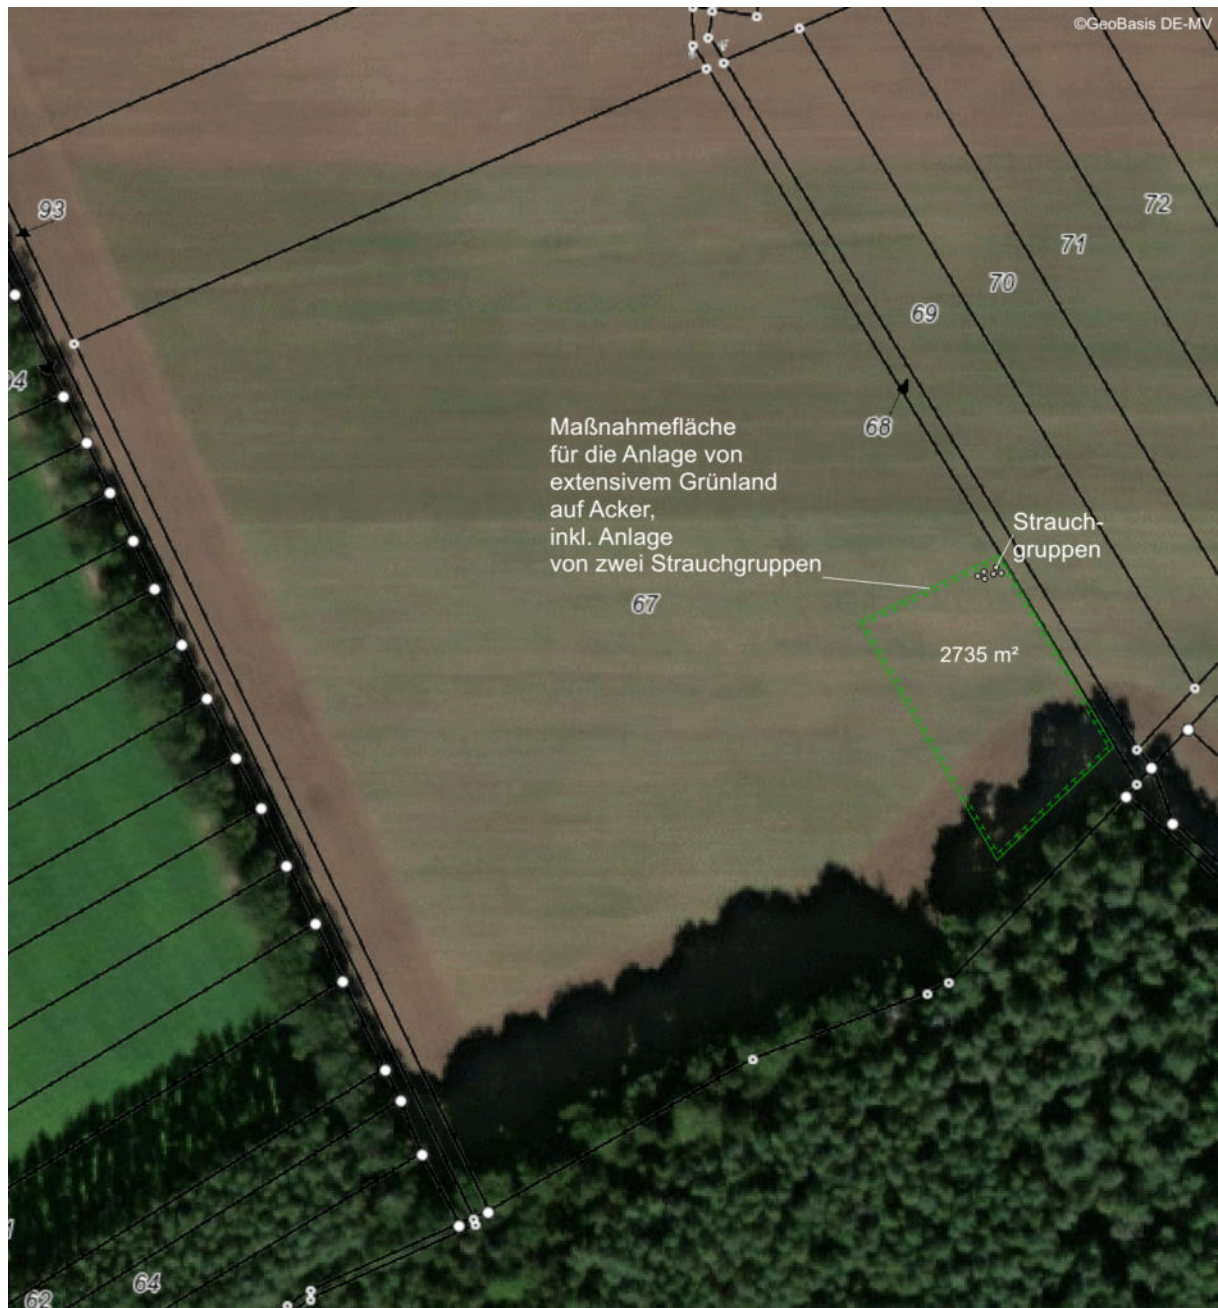 ©GeoBasis DE-MV
93
72
71
70
69
68
Maßnahmefläche
für die Anlage von
extensivem Grünland
auf Acker,
inkl. Anlage
von zwei Strauchgruppen
Strauch-
gruppen
67
2735 m²
64
62